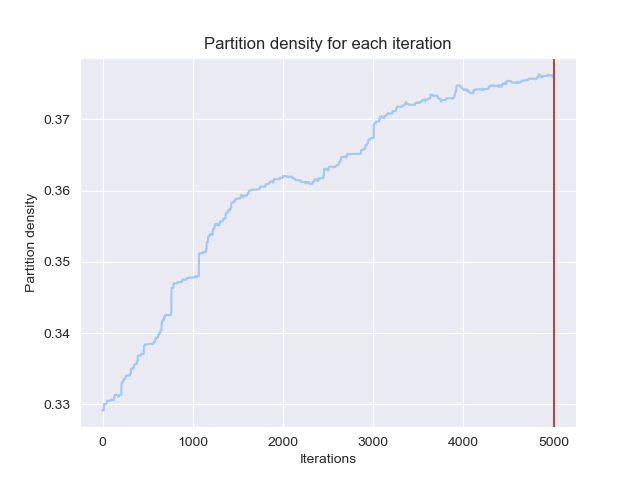 Partition density for each iteration
Partition density
0.37
0.36
0.35
0.34
0.33
0 1000 2000 3000 4000 5000
Iterations